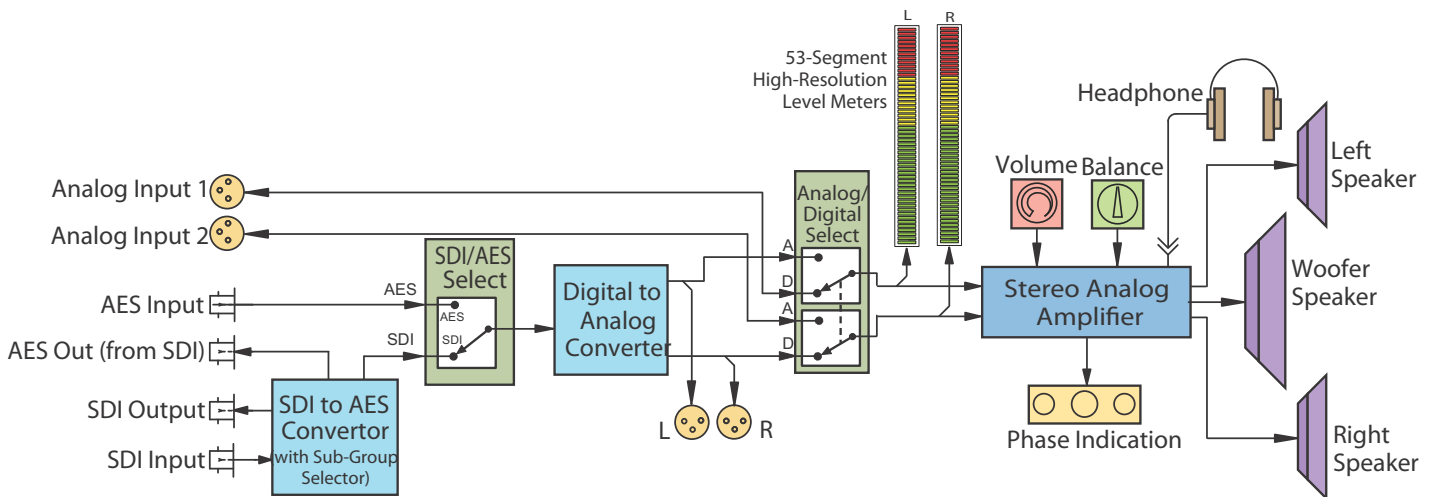 L
R
53-Segment
High-Resolution
Level Meters
Headphone
Left
Speaker
Volume
Balance
Analog Input 1
Analog Input 2
Analog/
Digital
Select
A
D
A
D
SDI/AES
Select
AES
AES
SDI
SDI
Digital to
Analog
Converter
Stereo Analog
Amplifier
Woofer
Speaker
AES Input
AES Out (from SDI)
SDI Output
SDI Input
SDI to AES
Convertor
(with Sub-Group
Selector)
L
R
Phase Indication
Right
Speaker